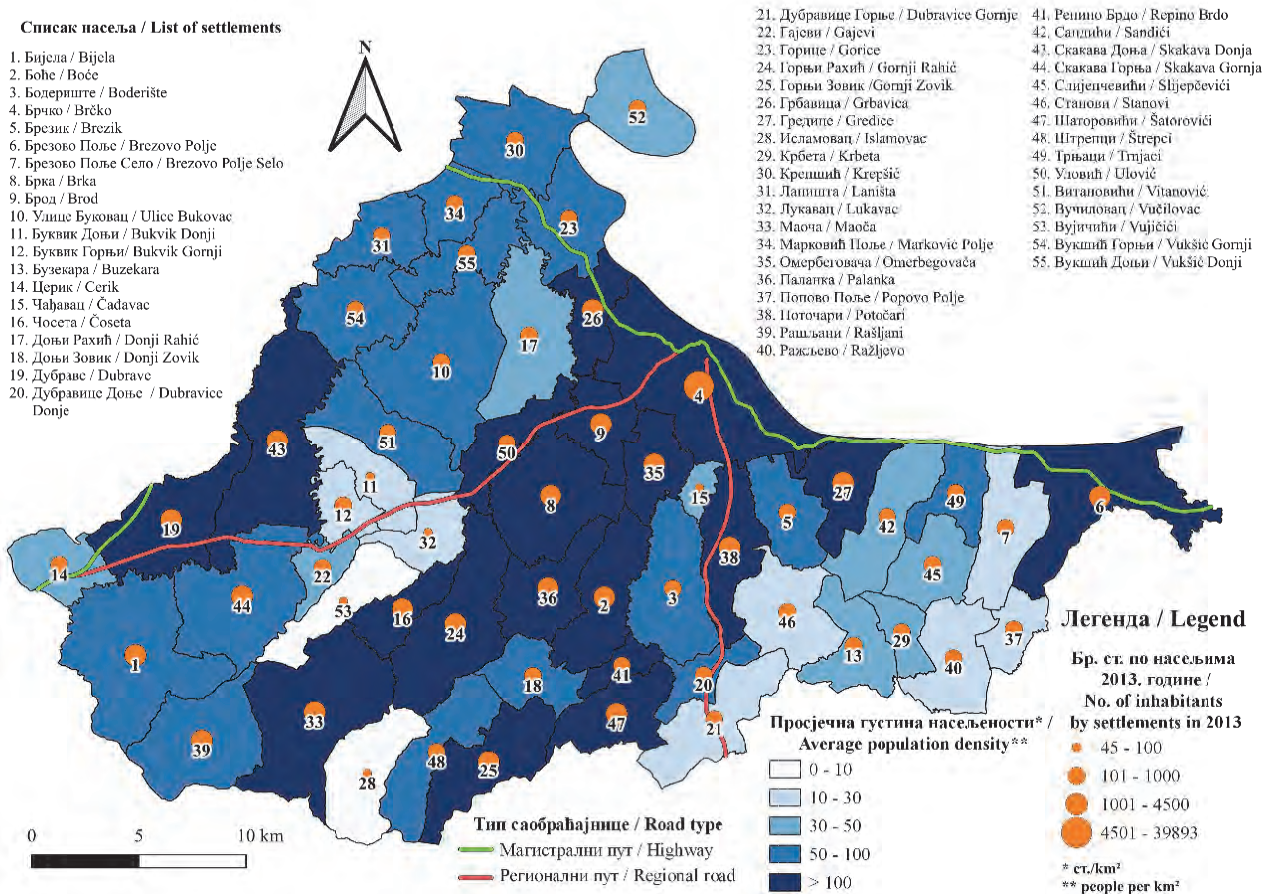 Списак насеља / List of settlements
1. Бијела / Bijela
2. Боће / Boće
3. Бодериште / Boderište
4. Брчко / Brčko
5. Брезик / Brezik
6. Брезово Поље / Brezovo Polje
7. Брезово Поље Село / Brezovo Polje Selo
8. Брка / Brka
9. Брод / Brod
10. Улице Буковац / Ulice Bukovac
11. Буквик Доњи / Bukvik Donji
12. Буквик Горњи/ Bukvik Gornji
13. Бузекара / Buzekara
14. Церик / Cerik
15. Чађавац / Čađavac
16. Чосета / Čoseta
17. Доњи Рахић / Donji Rahić
18. Доњи Зовик / Donji Zovik
19. Дубраве / Dubrave
20. Дубравице Доње / Dubravice
Donje
21. Дубравице Горње / Dubravice Gornje
22. Гајеви / Gajevi
23. Горице / Gorice
24. Горњи Рахић / Gornji Rahić
25. Горњи Зовик /Gornji Zovik
26. Грбавица / Grbavica
27. Гредице / Gredice
28. Исламовац / Islamovac
29. Крбета / Krbeta
30. Крепшић / Krepšić
31. Ланишта / Laništa
32. Лукавац / Lukavac
33. Маоча / Maoča
34. Марковић Поље / Marković Polje
35. Омербеговача / Omerbegovača
36. Паланка / Palanka
37. Попово Поље / Popovo Polje
38. Поточари / Potočari
39. Рашљани / Rašljani
40. Ражљево / Ražljevo
41. Репино Брдо / Repino Brdo
42. Сандићи / Sandići
43. Скакава Доња / Skakava Donja
44. Скакава Горња / Skakava Gornja
45. Слијепчевићи / Slijepčevići
46. Станови / Stanovi
47. Шаторовићи / Šatorovići
48. Штрепци / Štrepci
49. Трњаци / Trnjaci
50. Уловић / Ulović
51. Витановићи / Vitanović
52. Вучиловац / Vučilovac
53. Вујичићи / Vujičići
54. Вукшић Горњи / Vukšić Gornji
55. Вукшић Доњи / Vukšić Donji
N
52
30
34
23
31
55
54
26
17
10
4
43
51
50
9
35
11
12
8
15
5
27
42
49
7
6
19
32
38
45
14
22
44
53
16
36
2
3
46
24
29
13
40
37
1
18
41
20
33
47
21
39
48
25
28
0 5 10 km
Тип саобраћајнице / Road type
Магистрални пут / Highway
Регионални пут / Regional road
Просјечна густина насељености* /
Average population density**
0 - 10
10 - 30
30 - 50
50 - 100
> 100
Легенда / Legend
Бр. ст. по насељима
2013. године /
No. of inhabitants
by settlements in 2013
45 - 100
101 - 1000
1001 - 4500
4501 - 39893
* ст./km²
** people per km²